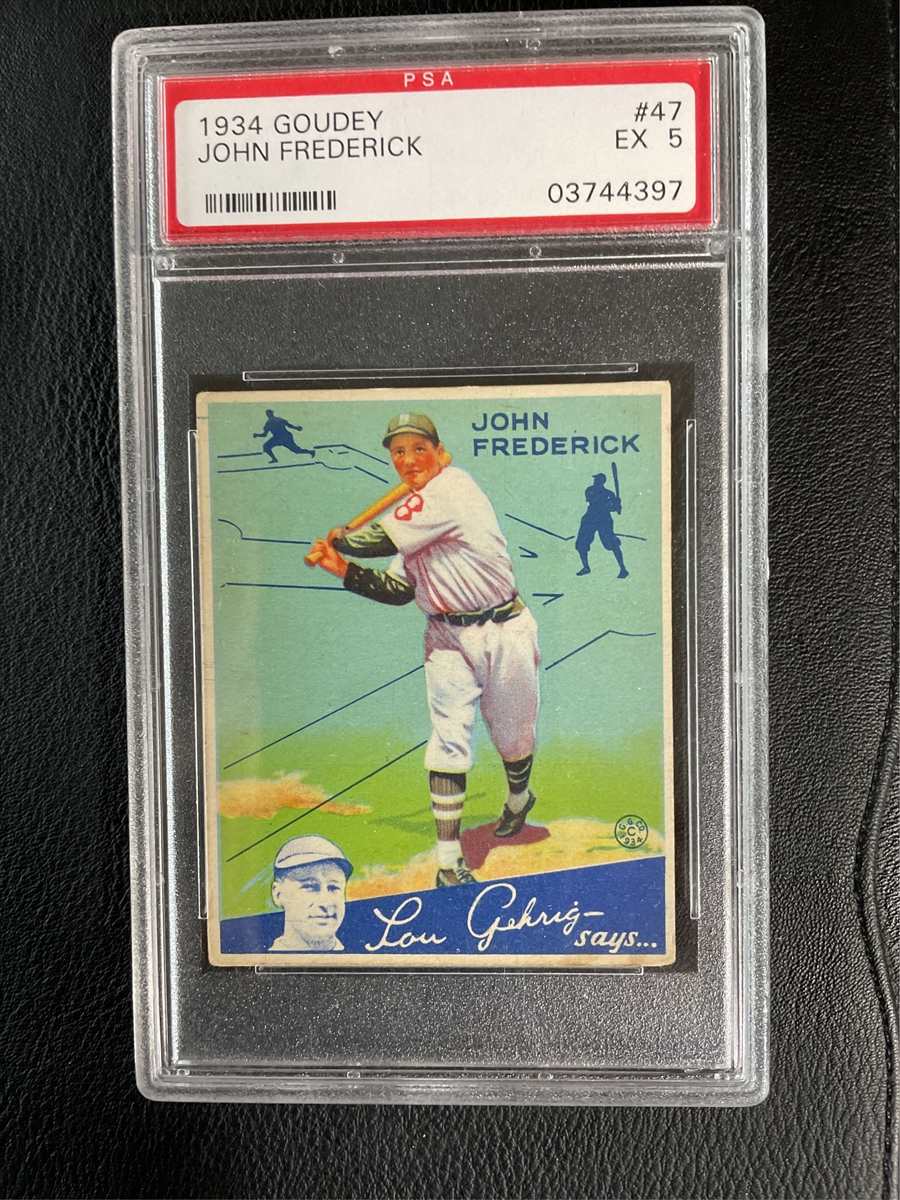 PSA
1934 GOUDEY #47
JOHN FREDERICK EX 5
03744397
JOHN
FREDERICK
B
B
Lou Gehrig-
says...